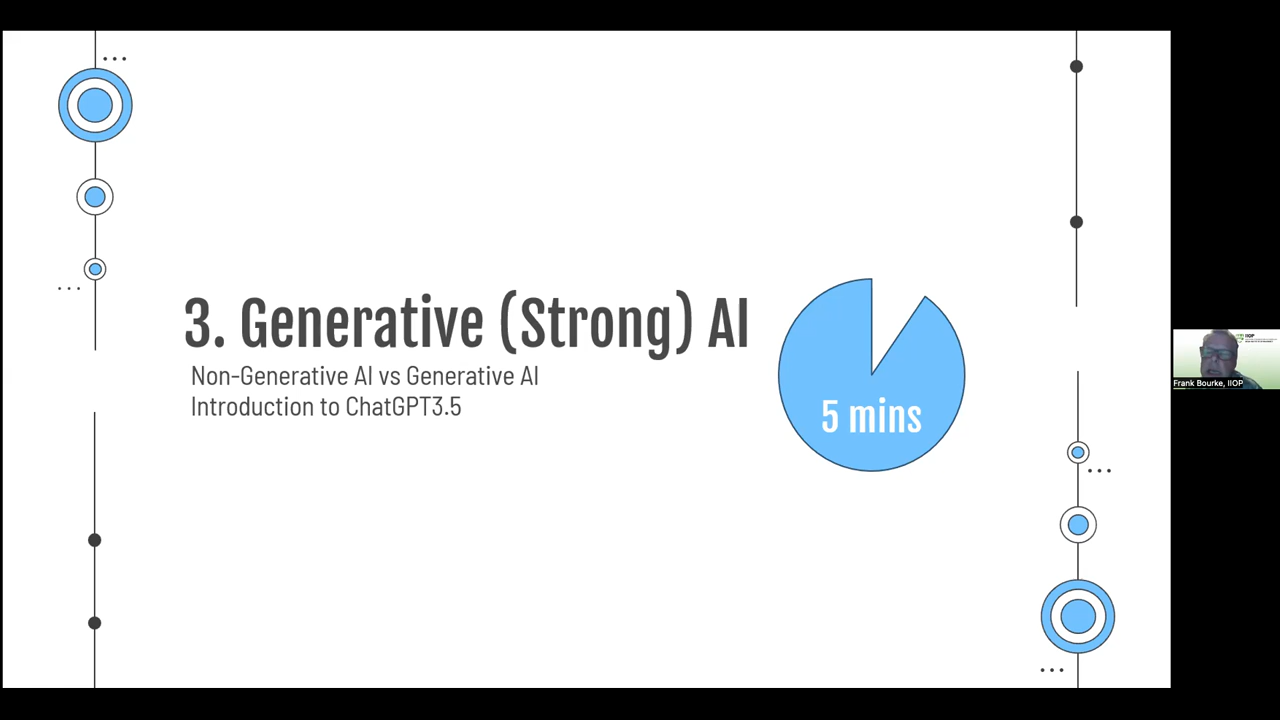 3. Generative (Strong) AI
Non-Generative AI vs Generative AI
Introduction to ChatGPT3.5
5 mins
IIOP
Frank Bourke, IIOP